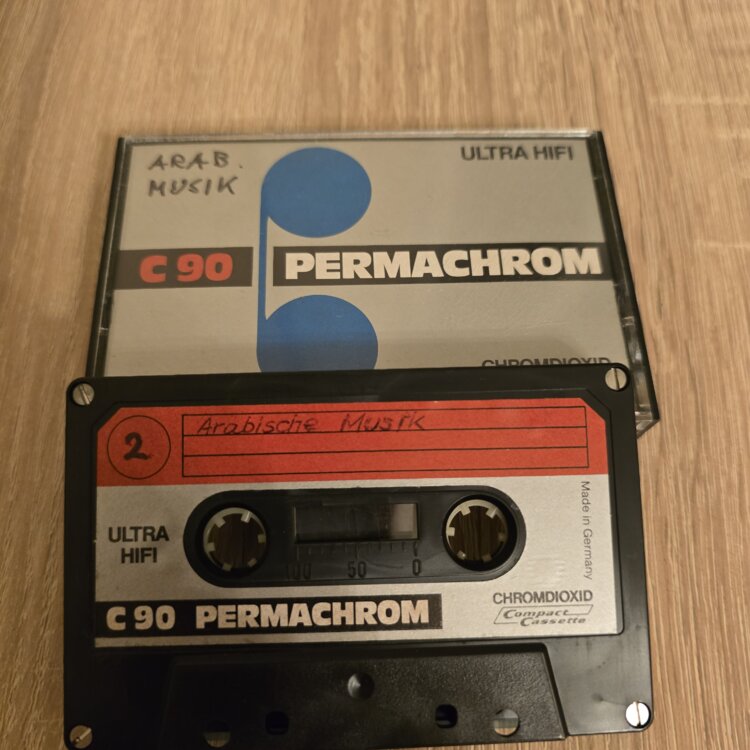 ARAB.
MUSIK
ULTRA HIFI
C 90 PERMACHROM
CHROMDIOXID
2
Arabische Musik
Made in Germany
ULTRA
HIFI
100 50 0
CHROMDIOXID
Compact
Cassette
C 90 PERMACHROM